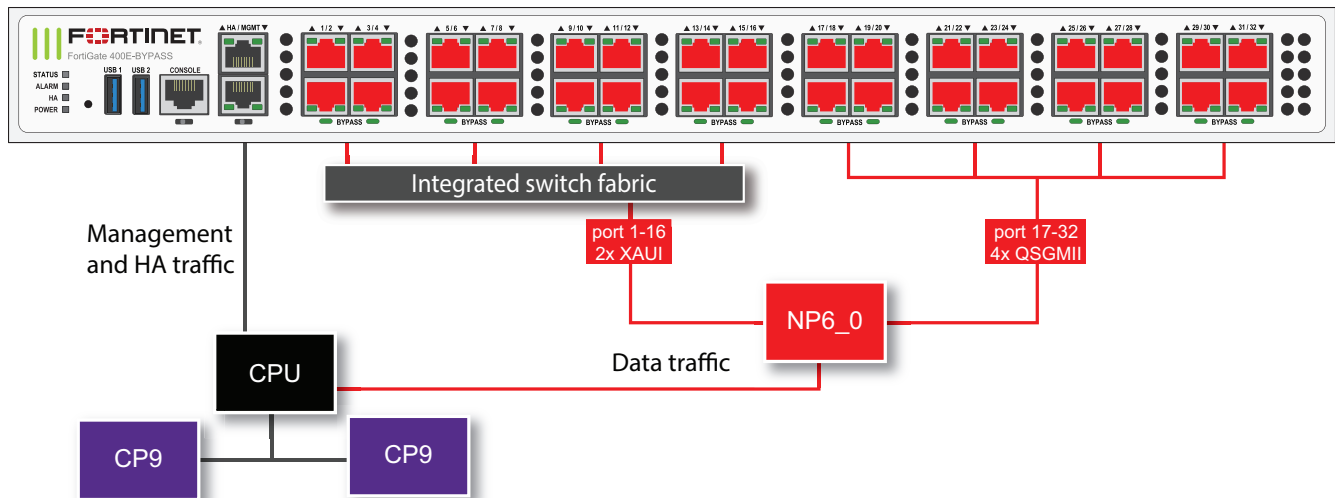 FORTINET
FortiGate 400E-BYPASS
STATUS
ALARM
HA
POWER
USB 1 USB 2 CONSOLE
▲ HA / MGMT ▼
▲ 1 / 2 ▼ ▲ 3 / 4 ▼
▲ 5 / 6 ▼ ▲ 7 / 8 ▼
▲ 9 / 10 ▼ ▲ 11 / 12 ▼
▲ 13 / 14 ▼ ▲ 15 / 16 ▼
▲ 17 / 18 ▼ ▲ 19 / 20 ▼
▲ 21 / 22 ▼ ▲ 23 / 24 ▼
▲ 25 / 26 ▼ ▲ 27 / 28 ▼
▲ 29 / 30 ▼ ▲ 31 / 32 ▼
BYPASS
BYPASS
BYPASS
BYPASS
BYPASS
BYPASS
BYPASS
BYPASS
Integrated switch fabric
Management
and HA traffic
port 1-16
2x XAUI
port 17-32
4x QSGMII
NP6_0
Data traffic
CPU
CP9
CP9